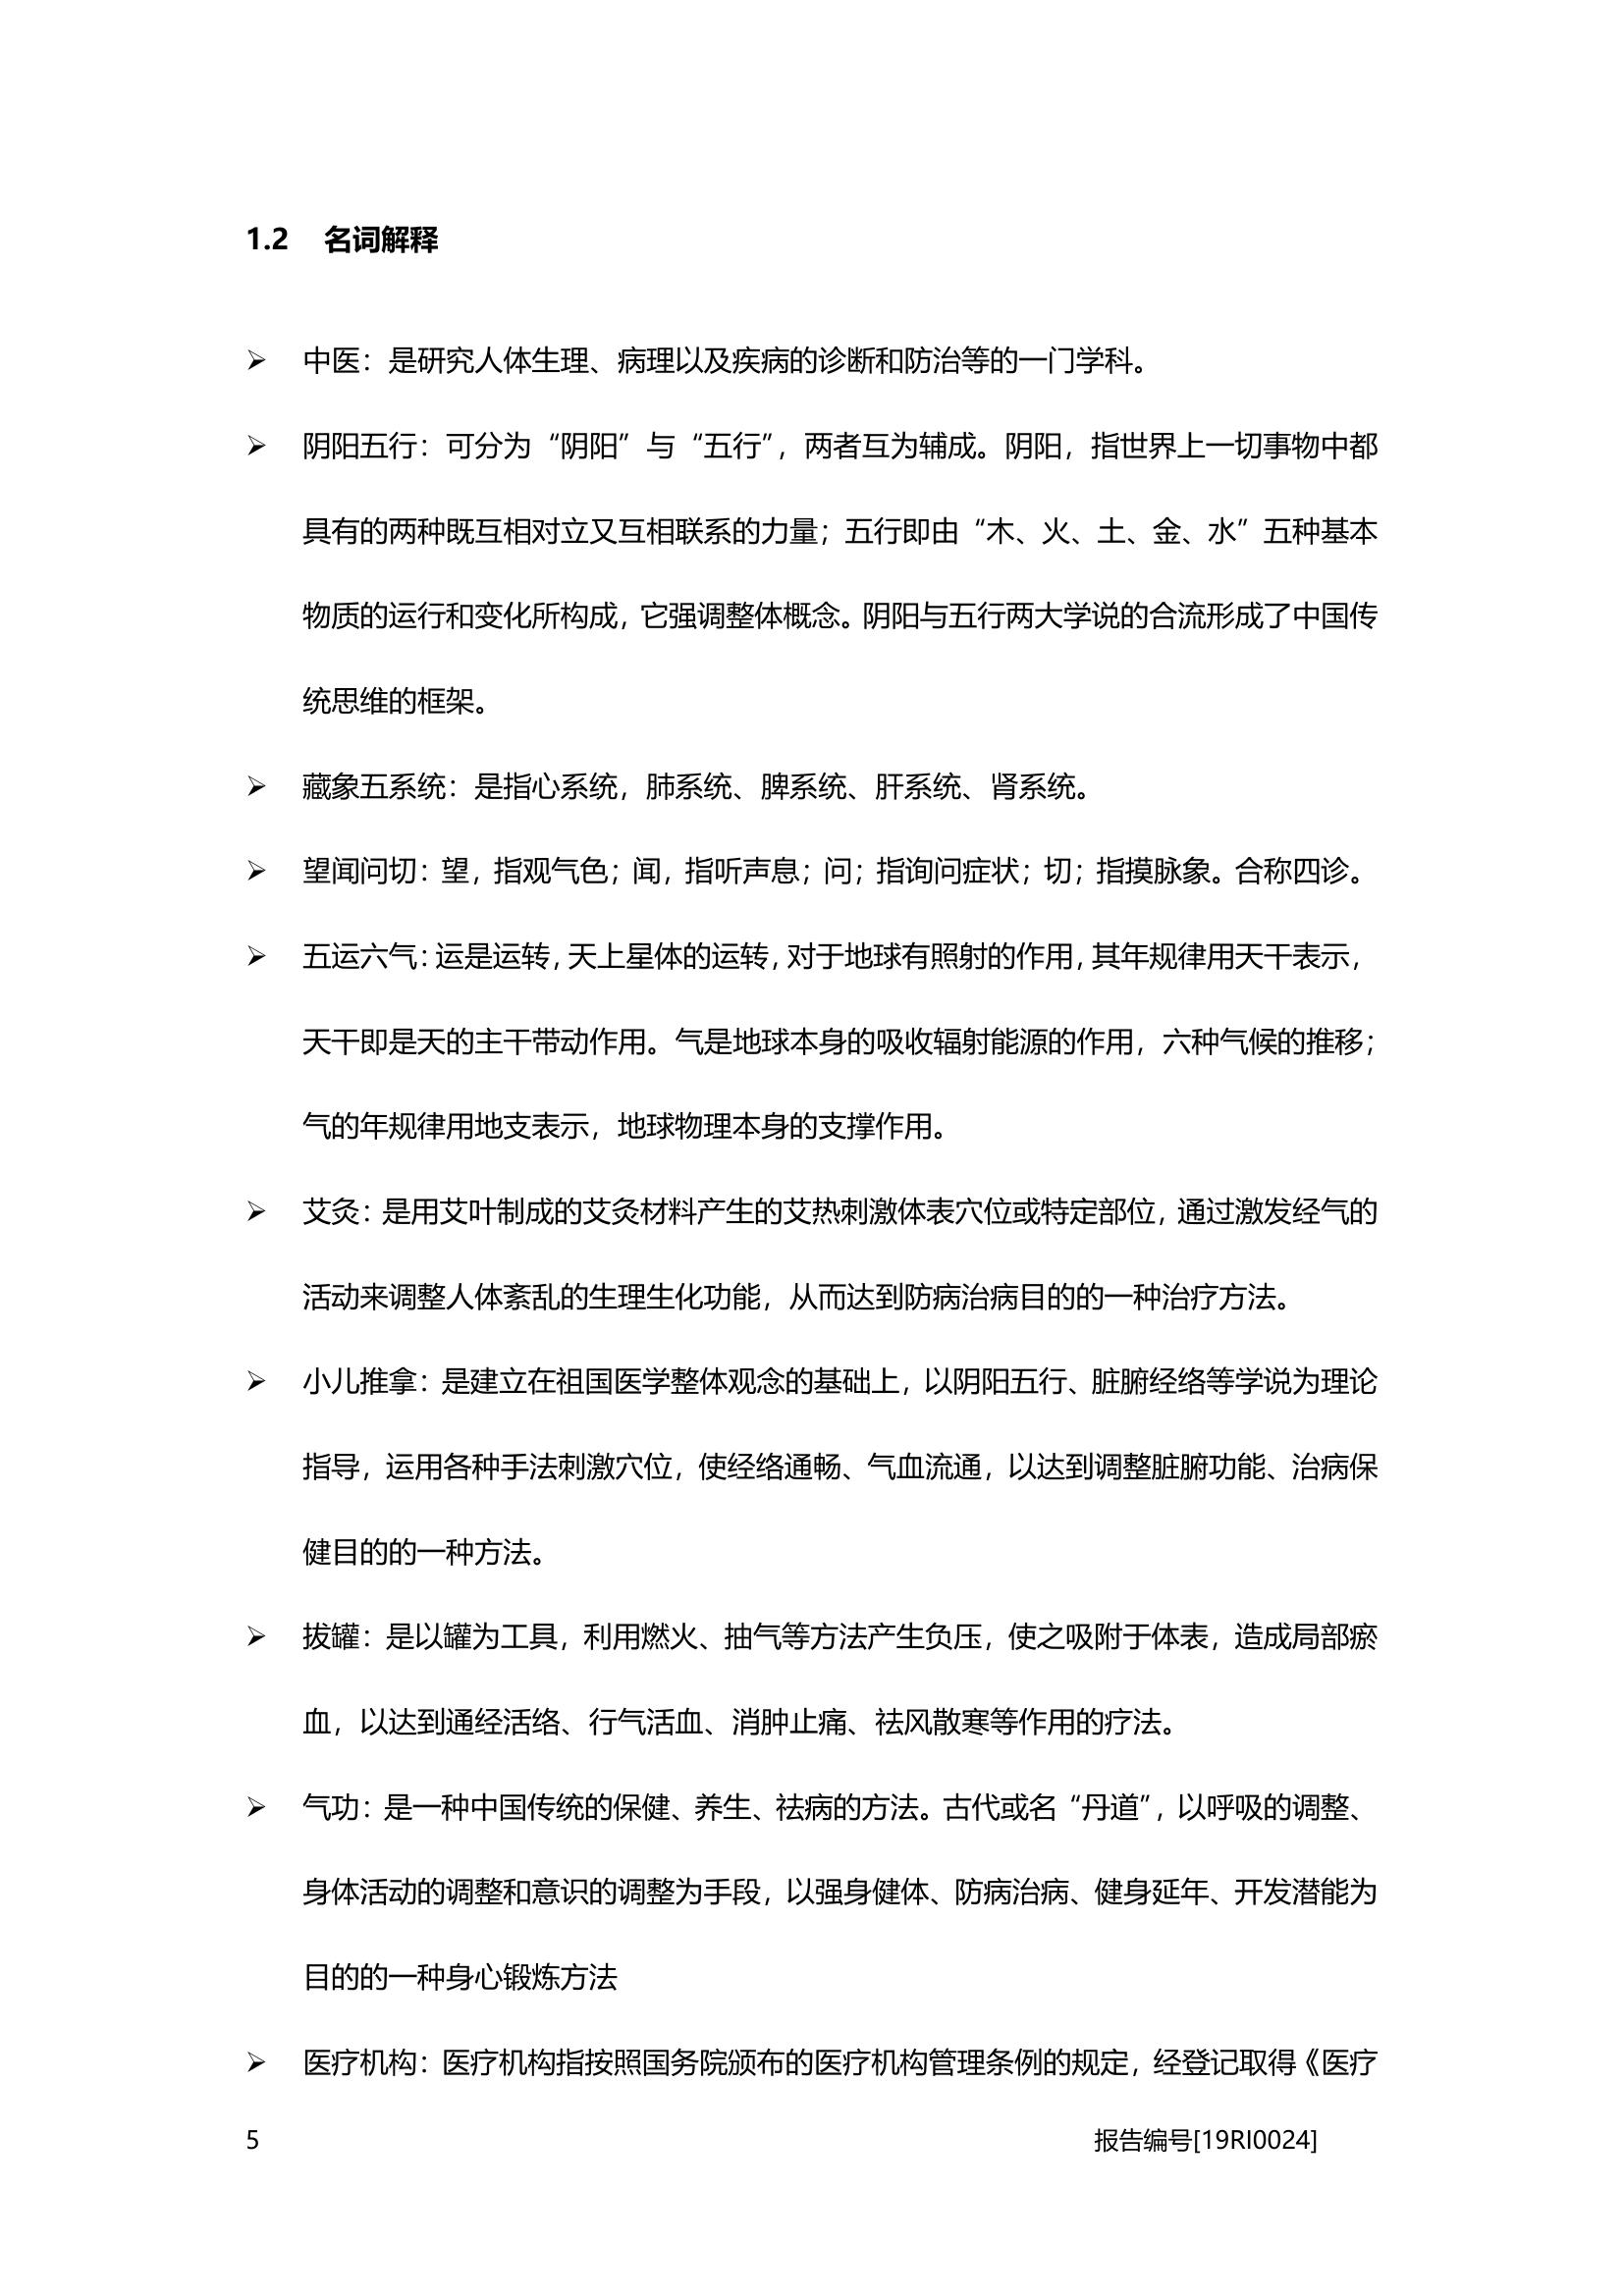 1.2 名词解释
➢ 中医：是研究人体生理、病理以及疾病的诊断和防治等的一门学科。
➢ 阴阳五行：可分为“阴阳”与“五行”，两者互为辅成。阴阳，指世界上一切事物中都
具有的两种既互相对立又互相联系的力量；五行即由“木、火、土、金、水”五种基本
物质的运行和变化所构成，它强调整体概念。阴阳与五行两大学说的合流形成了中国传
统思维的框架。
➢ 藏象五系统：是指心系统，肺系统、脾系统、肝系统、肾系统。
➢ 望闻问切：望，指观气色；闻，指听声息；问；指询问症状；切；指摸脉象。合称四诊。
➢ 五运六气：运是运转，天上星体的运转，对于地球有照射的作用，其年规律用天干表示，
天干即是天的主干带动作用。气是地球本身的吸收辐射能源的作用，六种气候的推移；
气的年规律用地支表示，地球物理本身的支撑作用。
➢ 艾灸：是用艾叶制成的艾灸材料产生的艾热刺激体表穴位或特定部位，通过激发经气的
活动来调整人体紊乱的生理生化功能，从而达到防病治病目的的一种治疗方法。
➢ 小儿推拿：是建立在祖国医学整体观念的基础上，以阴阳五行、脏腑经络等学说为理论
指导，运用各种手法刺激穴位，使经络通畅、气血流通，以达到调整脏腑功能、治病保
健目的的一种方法。
➢ 拔罐：是以罐为工具，利用燃火、抽气等方法产生负压，使之吸附于体表，造成局部瘀
血，以达到通经活络、行气活血、消肿止痛、祛风散寒等作用的疗法。
➢ 气功：是一种中国传统的保健、养生、祛病的方法。古代或名“丹道”，以呼吸的调整、
身体活动的调整和意识的调整为手段，以强身健体、防病治病、健身延年、开发潜能为
目的的一种身心锻炼方法
➢ 医疗机构：医疗机构指按照国务院颁布的医疗机构管理条例的规定，经登记取得《医疗
5 报告编号[19RI0024]